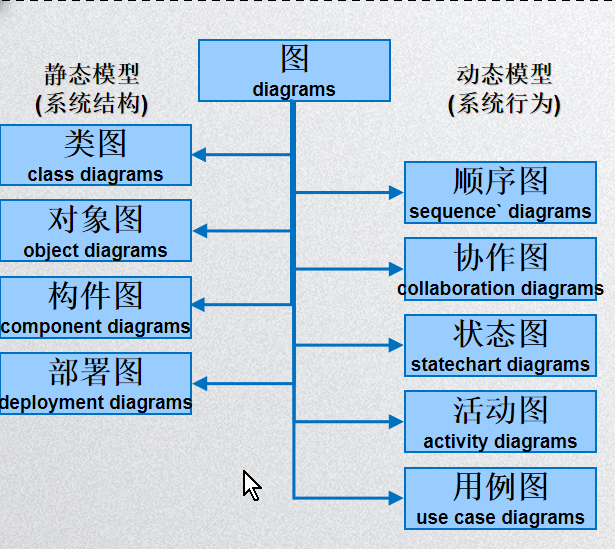 图
diagrams
静态模型
(系统结构)
类图
class diagrams
对象图
object diagrams
构件图
component diagrams
部署图
deployment diagrams
动态模型
(系统行为)
顺序图
sequence` diagrams
协作图
collaboration diagrams
状态图
statechart diagrams
活动图
activity diagrams
用例图
use case diagrams